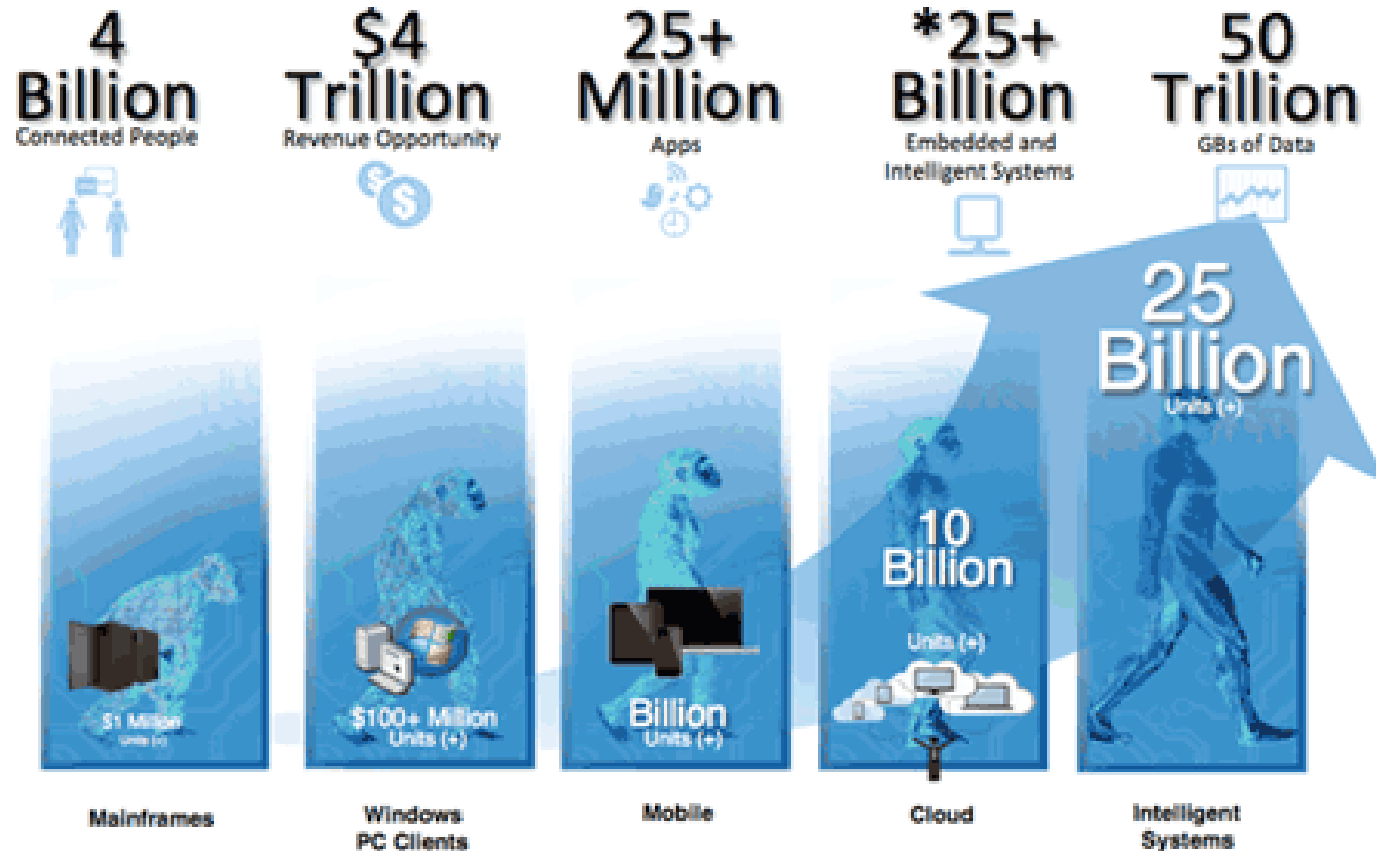 4
Billion
Connected People
$4
Trillion
Revenue Opportunity
25+
Million
Apps
*25+
Billion
Embedded and
Intelligent Systems
50
Trillion
GBs of Data
$1 Million
Units (+)
$100+ Million
Units (+)
Billion
Units (+)
10
Billion
Units (+)
25
Billion
Units (+)
Mainframes
Windows
PC Clients
Mobile
Cloud
Intelligent
Systems